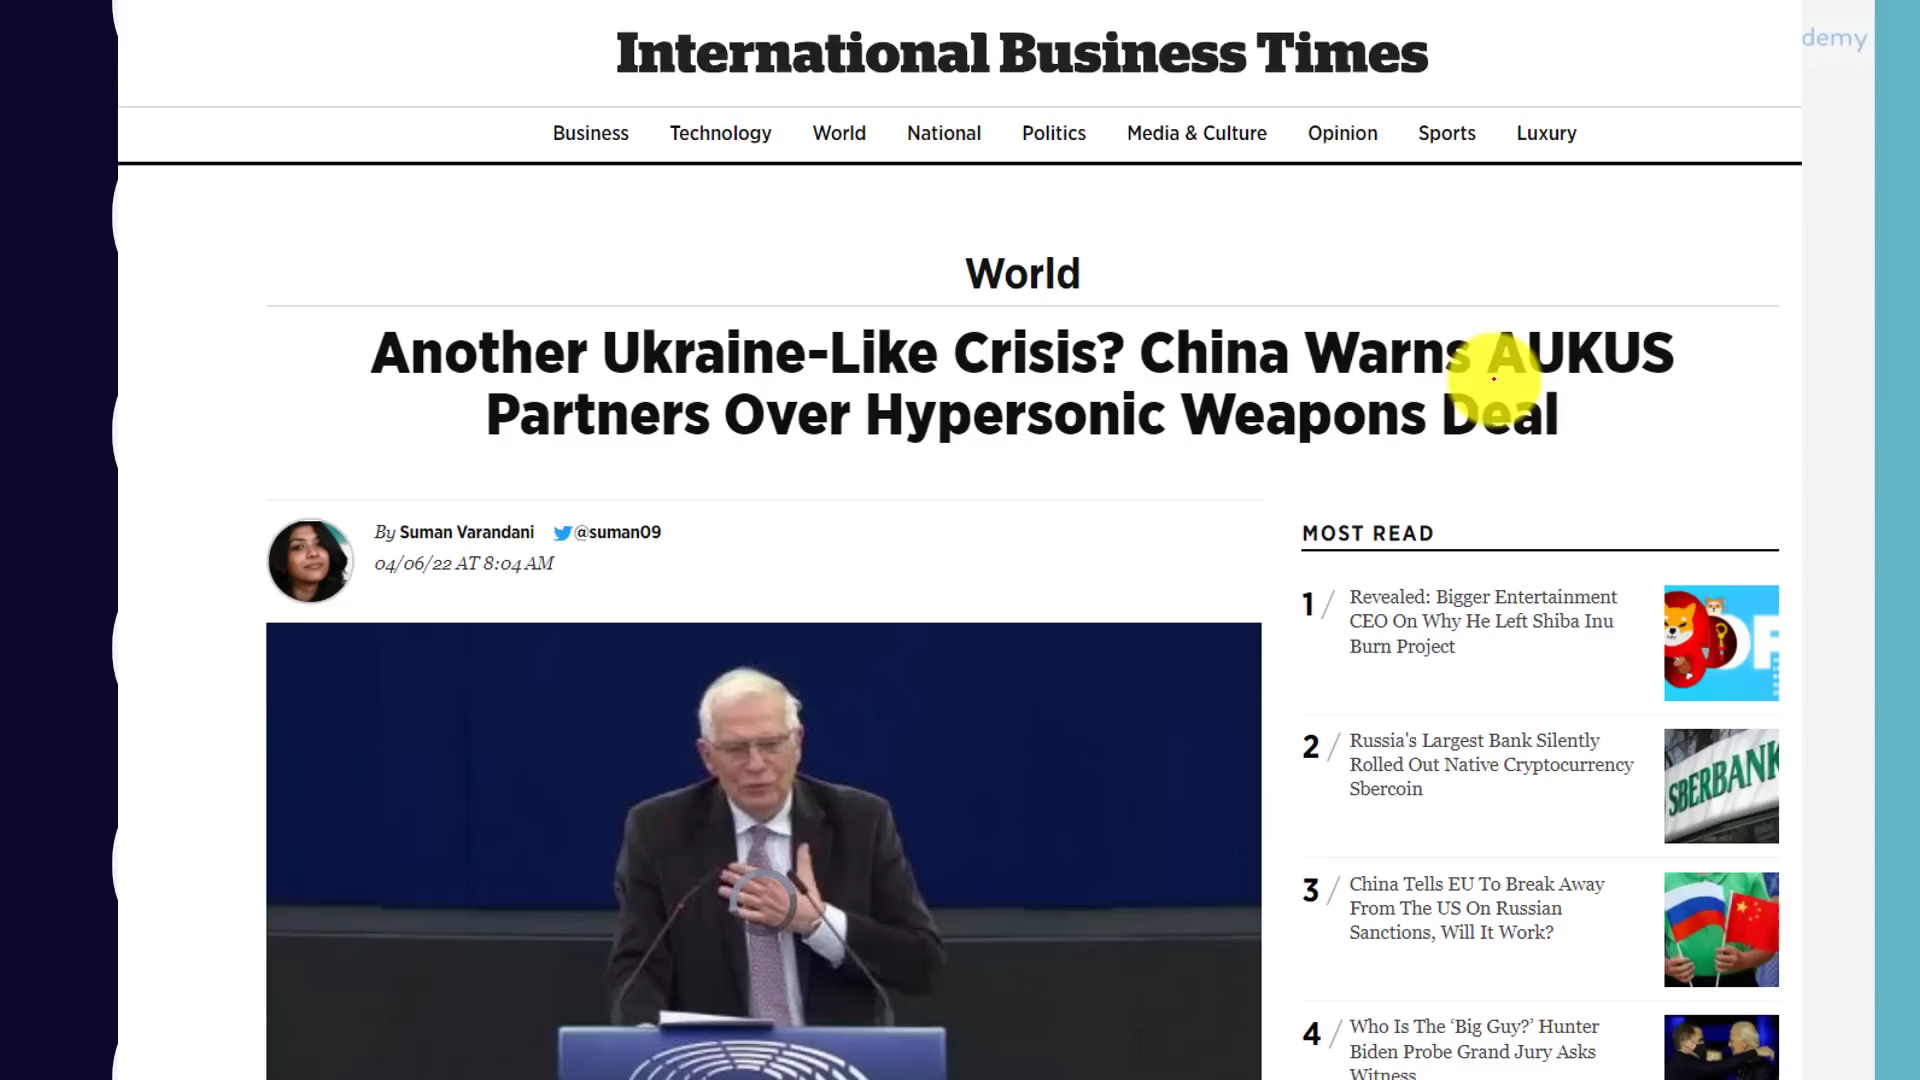 International Business Times
demy
Business Technology World National Politics Media & Culture Opinion Sports Luxury
World
Another Ukraine-Like Crisis? China Warns AUKUS
Partners Over Hypersonic Weapons Deal
By Suman Varandani @suman09
04/06/22 AT 8:04 AM
MOST READ
1 / Revealed: Bigger Entertainment
CEO On Why He Left Shiba Inu
Burn Project
2 / Russia's Largest Bank Silently
Rolled Out Native Cryptocurrency
Sbercoin
SBERBANK
3 / China Tells EU To Break Away
From The US On Russian
Sanctions, Will It Work?
4 / Who Is The ‘Big Guy?’ Hunter
Biden Probe Grand Jury Asks
Witness